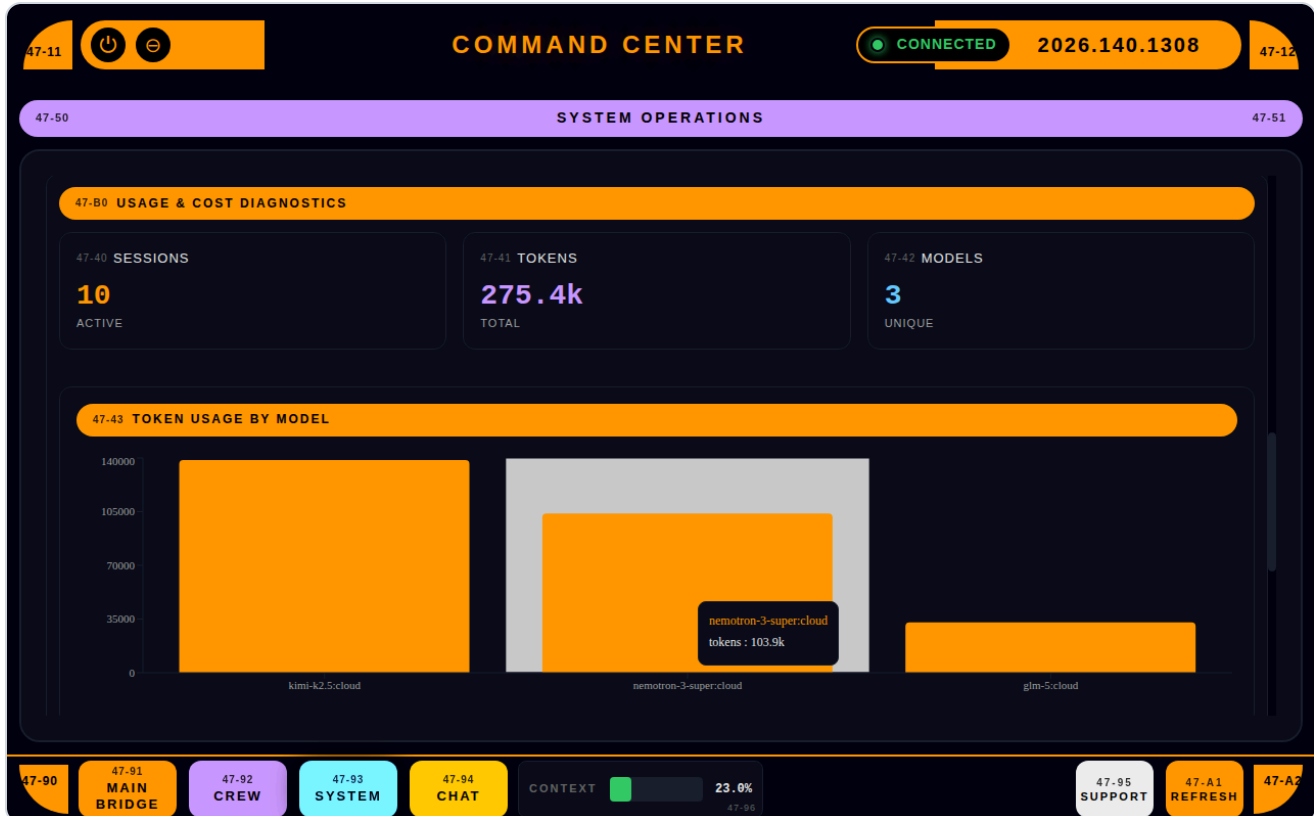 47-11
COMMAND CENTER
CONNECTED
2026.140.1308
47-12
47-50
SYSTEM OPERATIONS
47-51
47-B0 USAGE & COST DIAGNOSTICS
47-40 SESSIONS
10
ACTIVE
47-41 TOKENS
275.4k
TOTAL
47-42 MODELS
3
UNIQUE
47-43 TOKEN USAGE BY MODEL
140000
105000
70000
35000
0
nemotron-3-super:cloud
tokens : 103.9k
kimi-k2.5:cloud
nemotron-3-super:cloud
glm-5:cloud
47-90
47-91
MAIN
BRIDGE
47-92
CREW
47-93
SYSTEM
47-94
CHAT
CONTEXT
23.0%
47-96
47-95
SUPPORT
47-A1
REFRESH
47-A2